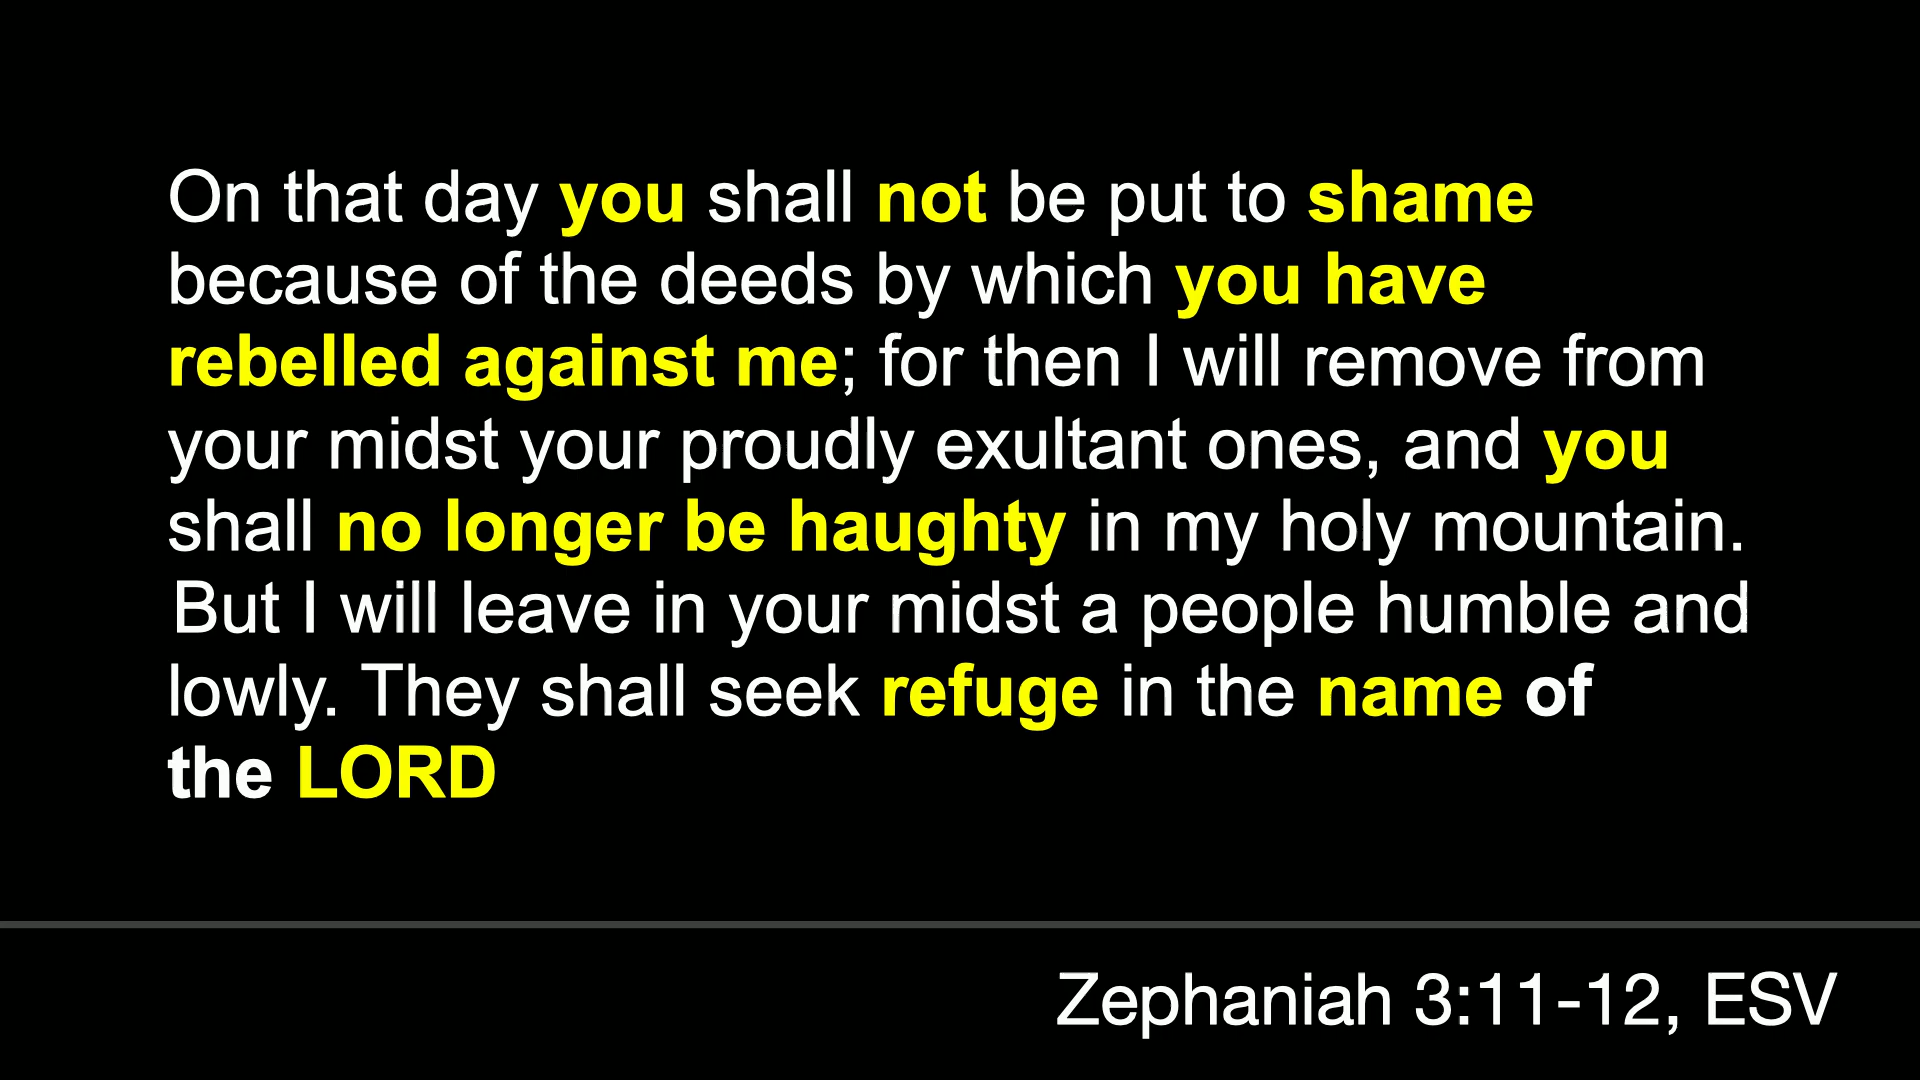 On that day you shall not be put to shame
because of the deeds by which you have
rebelled against me; for then I will remove from
your midst your proudly exultant ones, and you
shall no longer be haughty in my holy mountain.
But I will leave in your midst a people humble and
lowly. They shall seek refuge in the name of
the LORD
Zephaniah 3:11-12, ESV